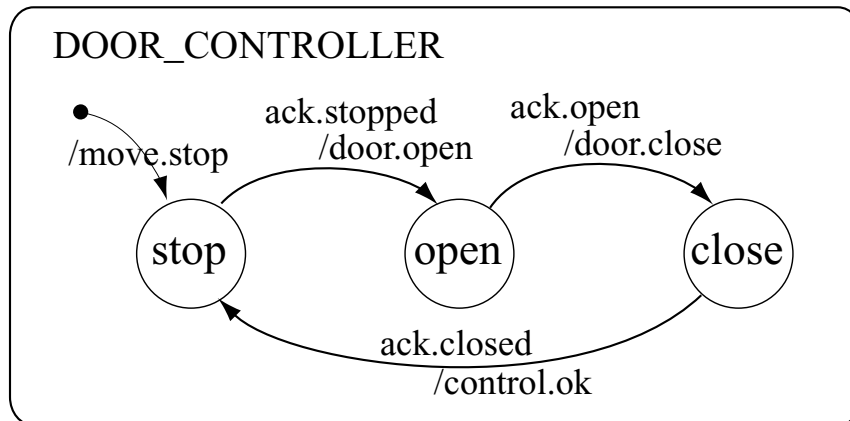 DOOR_CONTROLLER
ack.stopped
/door.open
ack.open
/door.close
/move.stop
stop
open
close
ack.closed
/control.ok